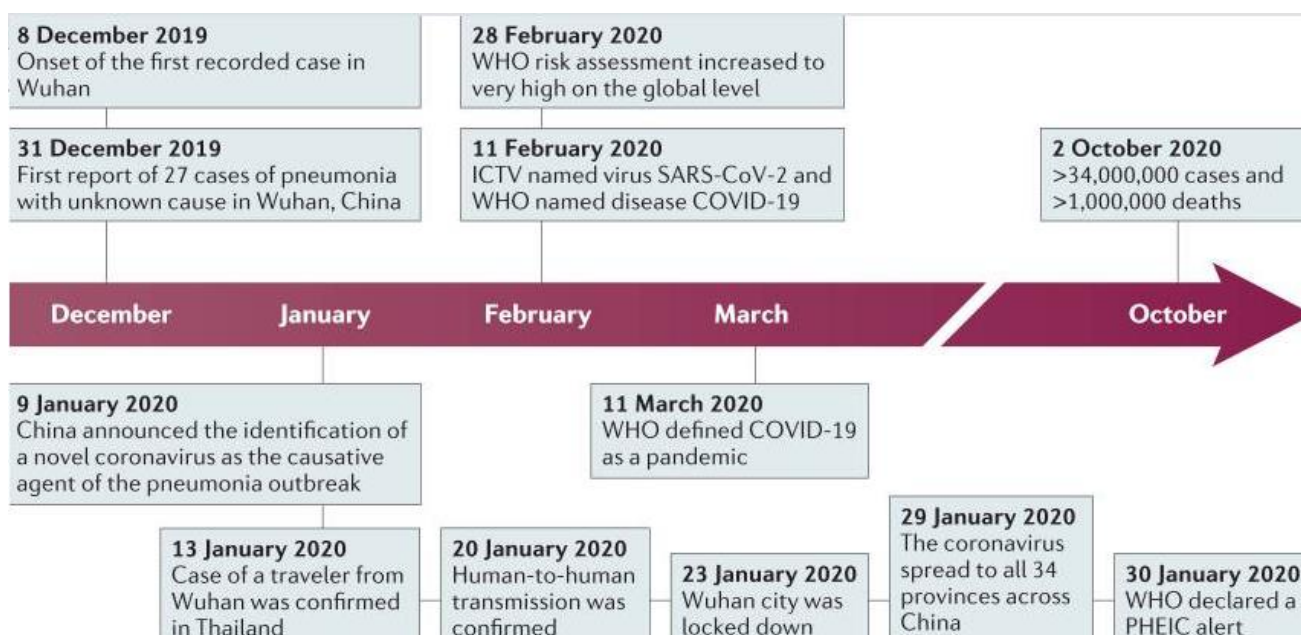 8 December 2019
Onset of the first recorded case in
Wuhan
28 February 2020
WHO risk assessment increased to
very high on the global level
31 December 2019
First report of 27 cases of pneumonia
with unknown cause in Wuhan, China
11 February 2020
ICTV named virus SARS-CoV-2 and
WHO named disease COVID-19
2 October 2020
>34,000,000 cases and
>1,000,000 deaths
December January February March October
9 January 2020
China announced the identification of
a novel coronavirus as the causative
agent of the pneumonia outbreak
11 March 2020
WHO defined COVID-19
as a pandemic
13 January 2020
Case of a traveler from
Wuhan was confirmed
in Thailand
20 January 2020
Human-to-human
transmission was
confirmed
23 January 2020
Wuhan city was
locked down
29 January 2020
The coronavirus
spread to all 34
provinces across
China
30 January 2020
WHO declared a
PHEIC alert